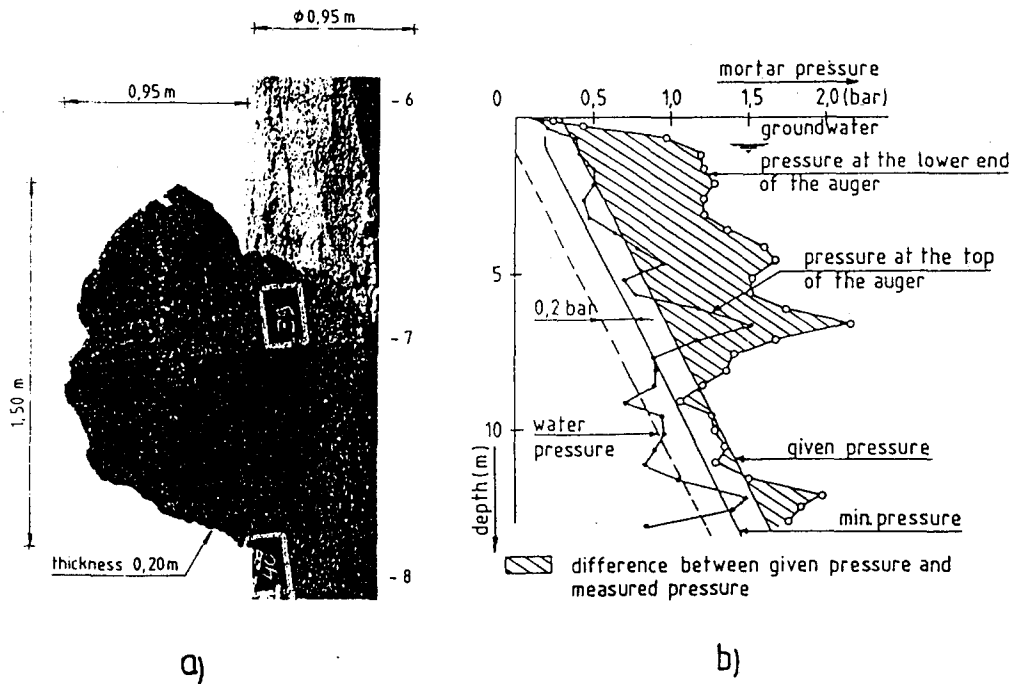 ϕ 0,95 m
0,95 m
1,50 m
thickness 0,20 m
- 6
- 7
- 8
a)
mortar pressure
0
0,5
1,0
1,5
2,0 (bar)
groundwater
pressure at the lower end
of the auger
pressure at the top
of the auger
5
0,2 bar
10
water
pressure
given pressure
min. pressure
depth (m)
difference between given pressure and
measured pressure
b)